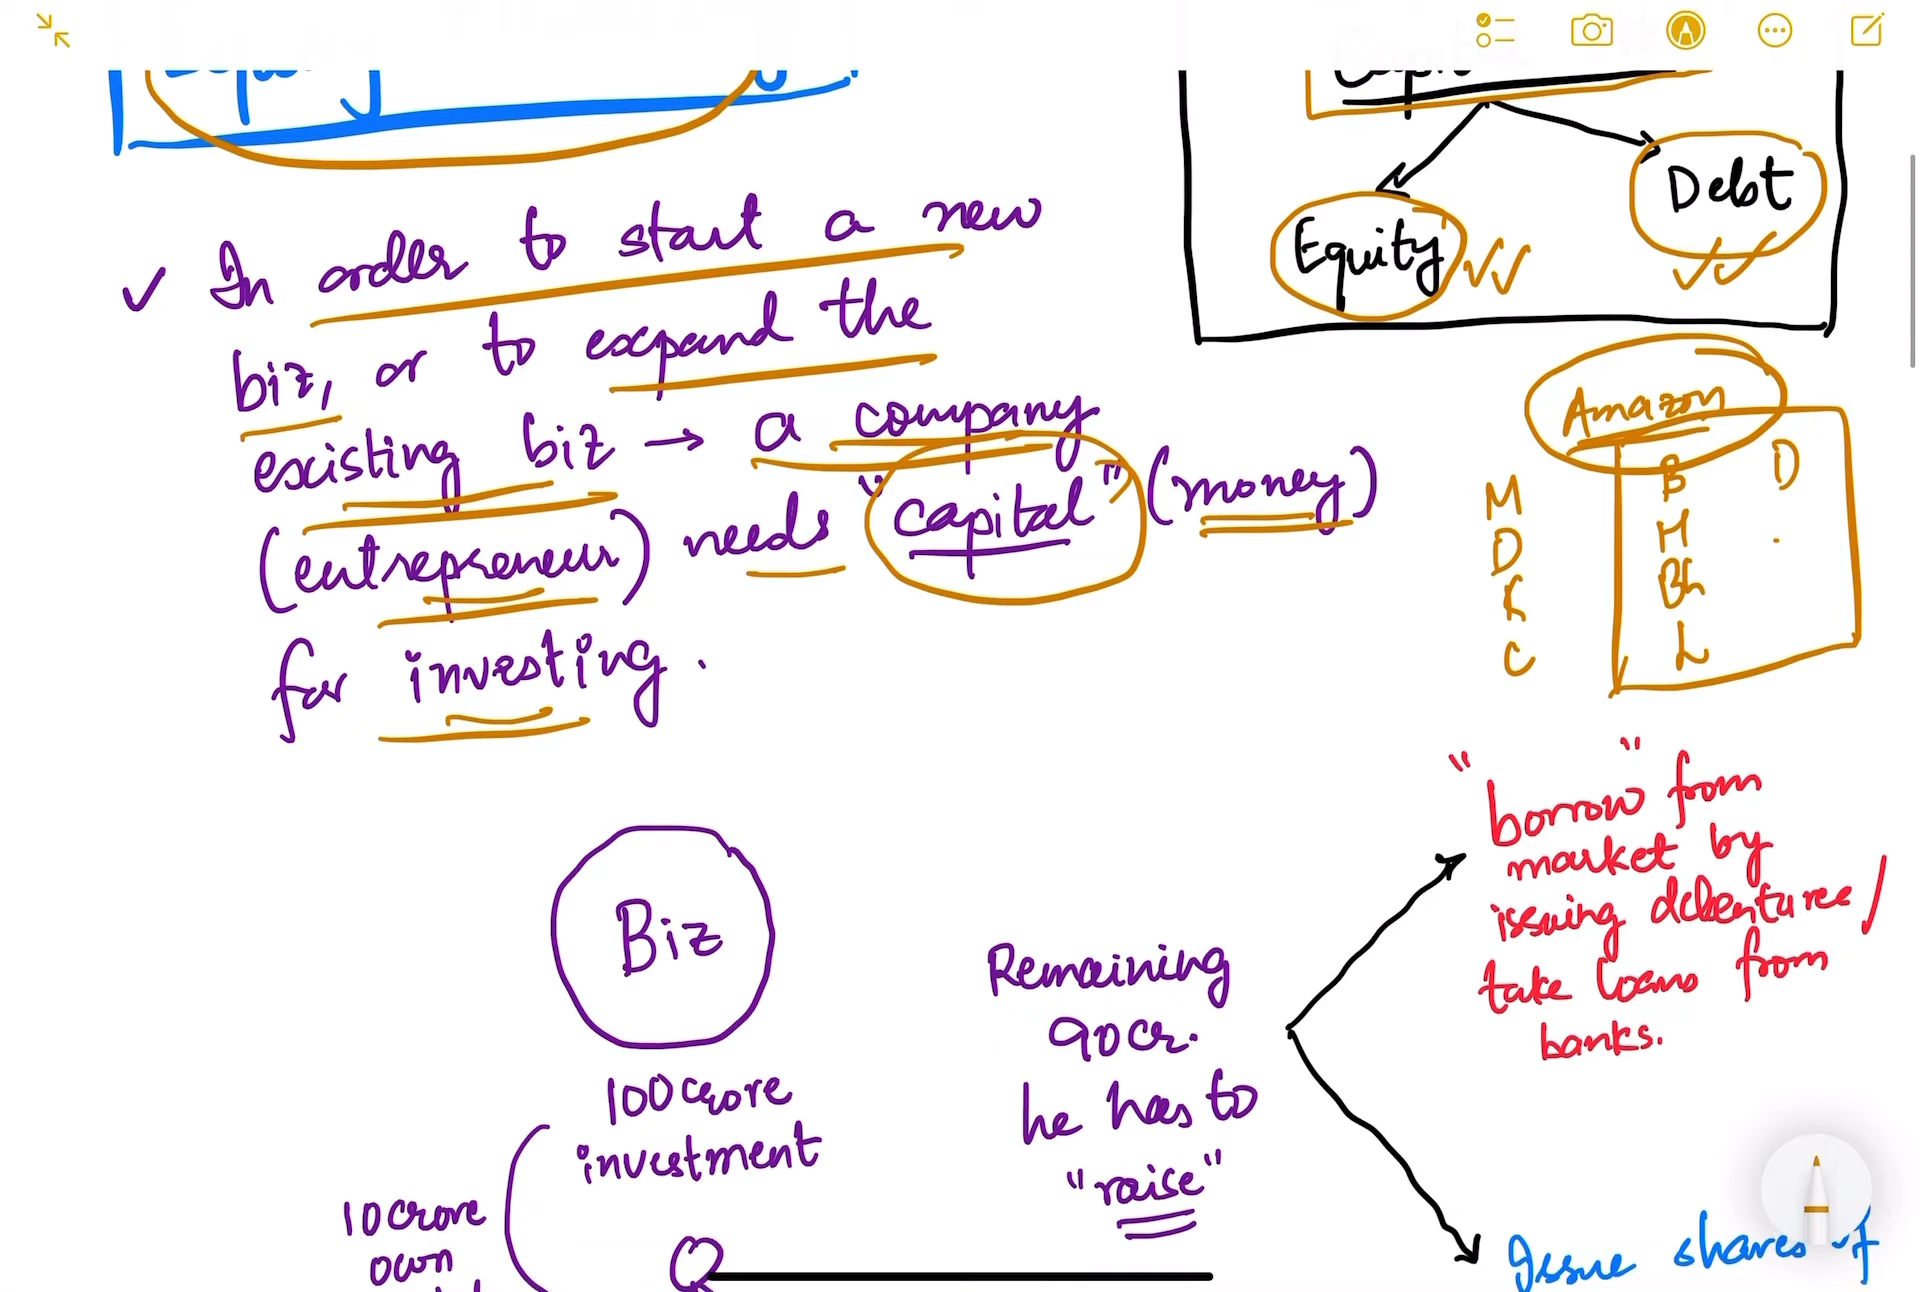 Debt
Equity
✓ In order to start a new
biz, or to expand the
existing biz → a company
(entrepreneur) needs "capital" (money)
for investing.
Amazon
M B D
D M
K Bh
C L
"borrow" from
market by
issuing debentures/
take loans from
banks.
Biz
100 crore
investment
10 crore
own
Remaining
90 cr.
he has to
"raise"
Issue shares of